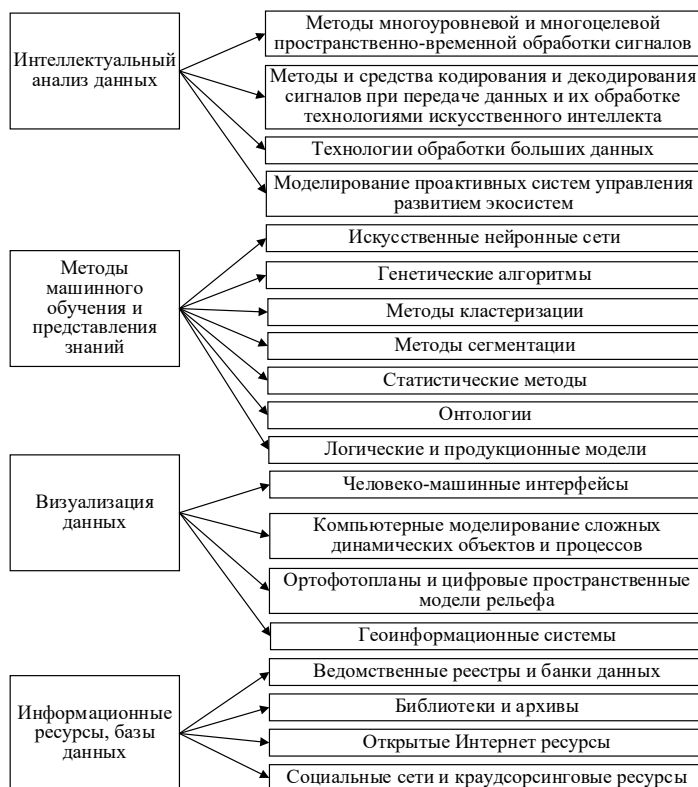 Интеллектуальный
анализ данных
Методы многоуровневой и многоцелевой
пространственно-временной обработки сигналов
Методы и средства кодирования и декодирования
сигналов при передаче данных и их обработке
технологиями искусственного интеллекта
Технологии обработки больших данных
Моделирование проактивных систем управления
развитием экосистем
Методы
машинного
обучения и
представления
знаний
Искусственные нейронные сети
Генетические алгоритмы
Методы кластеризации
Методы сегментации
Статистические методы
Онтологии
Логические и продукционные модели
Визуализация
данных
Человеко-машинные интерфейсы
Компьютерные моделирование сложных
динамических объектов и процессов
Ортофотопланы и цифровые пространственные
модели рельефа
Геоинформационные системы
Информационные
ресурсы, базы
данных
Ведомственные реестры и банки данных
Библиотеки и архивы
Открытые Интернет ресурсы
Социальные сети и краудсорсинговые ресурсы